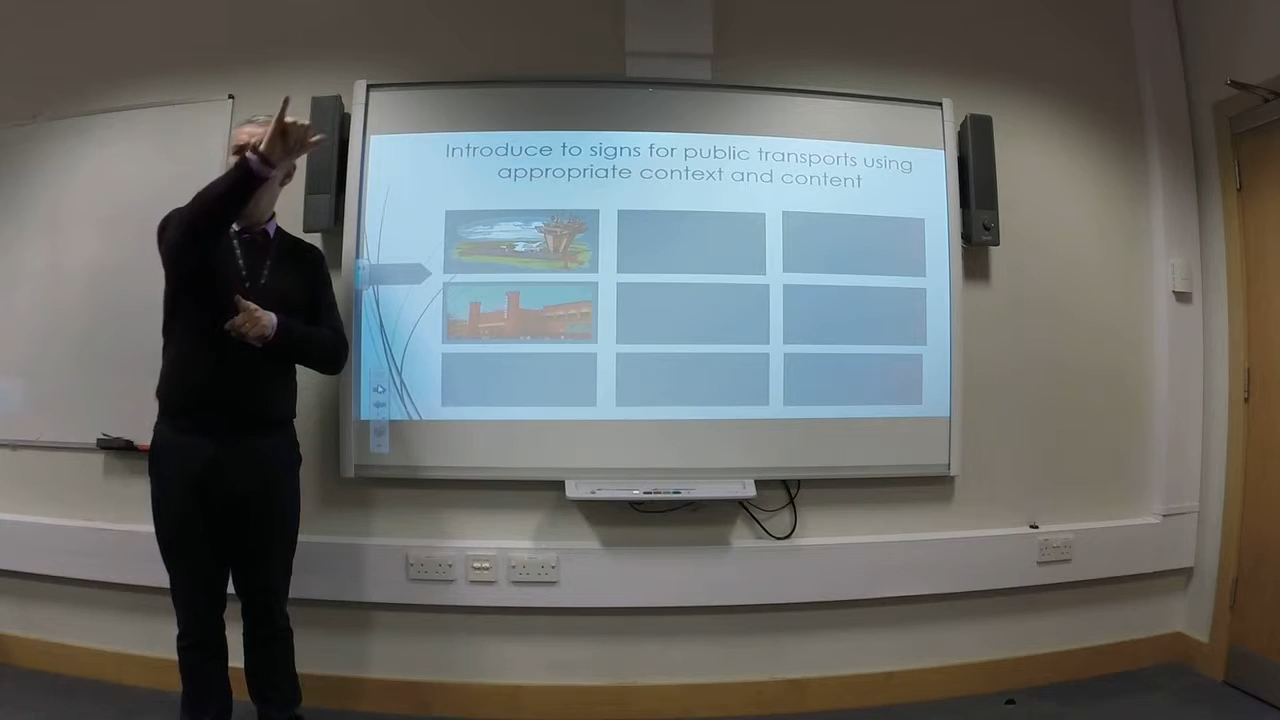 Introduce to signs for public transports using
appropriate context and content